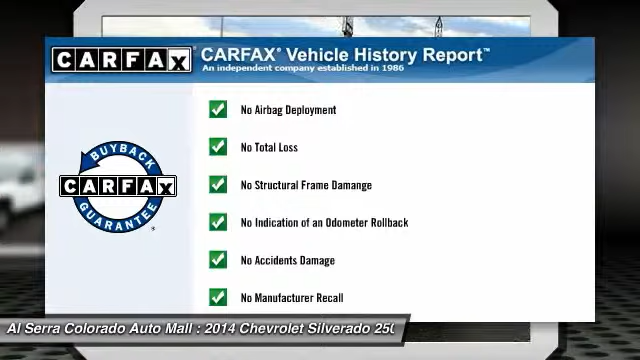 CARFAX
CARFAX® Vehicle History Report™
An independent company established in 1986
No Airbag Deployment
No Total Loss
No Structural Frame Damange
No Indication of an Odometer Rollback
No Accidents Damage
No Manufacturer Recall
BUYBACK
CARFAX
GUARANTEE
Al Serra Colorado Auto Mall : 2014 Chevrolet Silverado 250